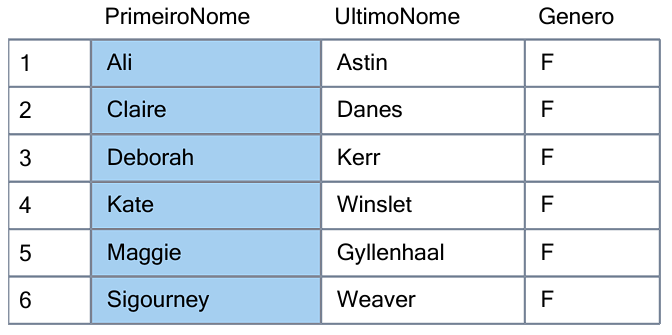 PrimeiroNome UltimoNome Genero
1 Ali Astin F
2 Claire Danes F
3 Deborah Kerr F
4 Kate Winslet F
5 Maggie Gyllenhaal F
6 Sigourney Weaver F